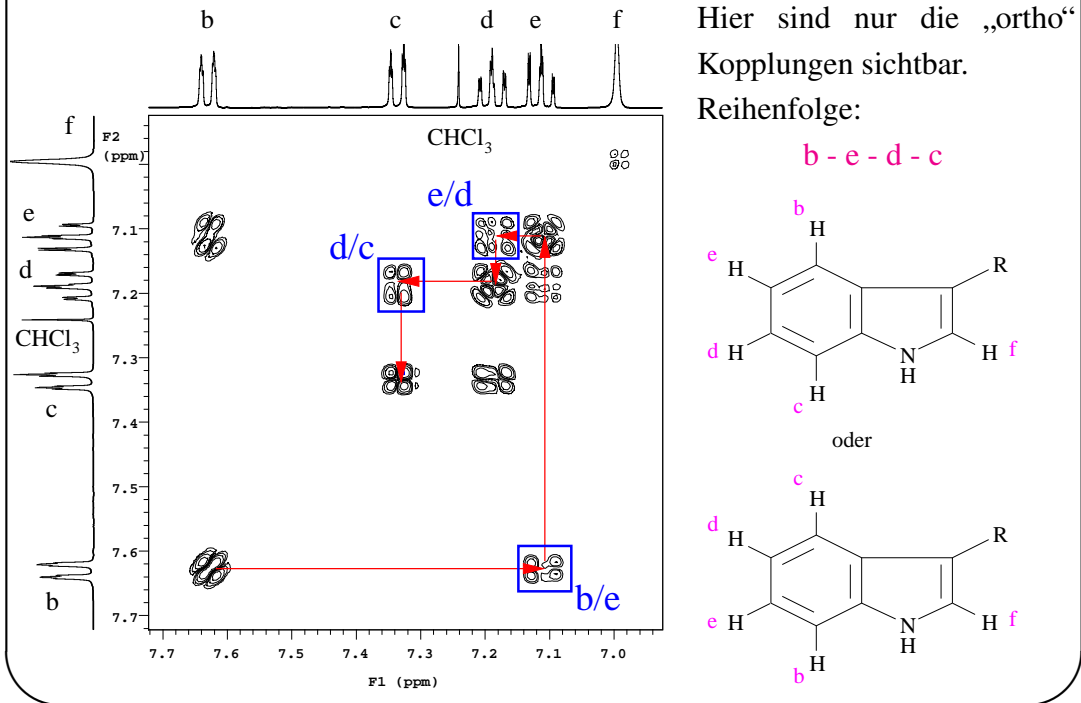 b c d e f
Hier sind nur die „ortho“
Kopplungen sichtbar.
Reihenfolge:
b - e - d - c
f
e
d
CHCl3
c
b
F2
(ppm)
7.1
7.2
7.3
7.4
7.5
7.6
7.7
CHCl3
e/d
d/c
b/e
7.7 7.6 7.5 7.4 7.3 7.2 7.1 7.0
F1 (ppm)
b
H
e H
R
d H
N
H
H f
H
c
oder
c
H
d
H
R
e H
N
H
H f
b H